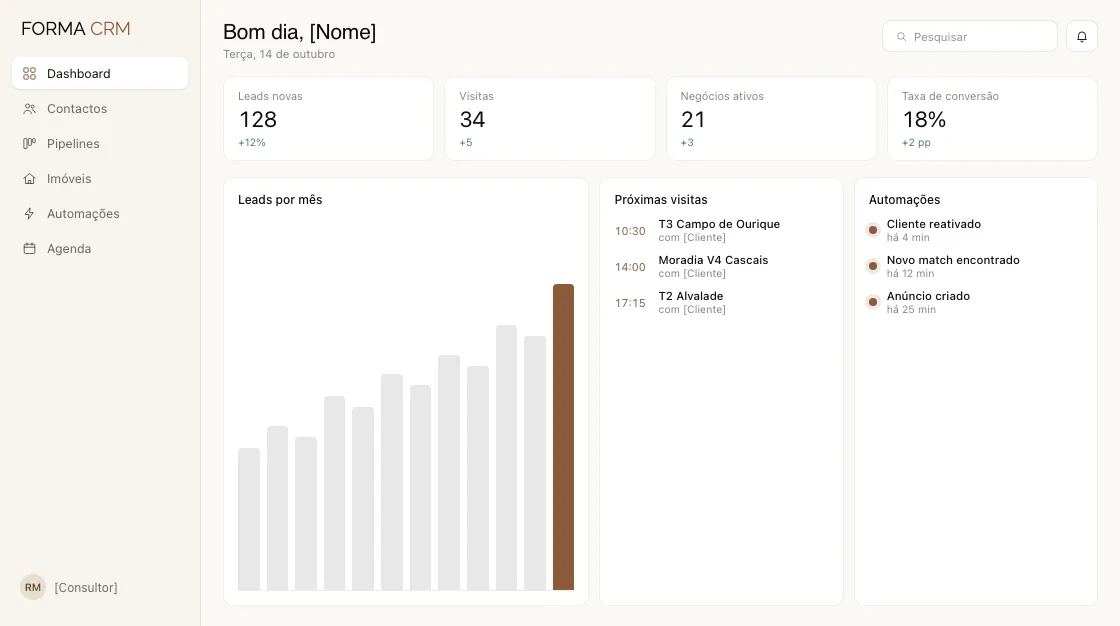 FORMA CRM
Dashboard
Contactos
Pipelines
Imóveis
Automações
Agenda
RM [Consultor]
Bom dia, [Nome]
Terça, 14 de outubro
Pesquisar
Leads novas
128
+12%
Visitas
34
+5
Negócios ativos
21
+3
Taxa de conversão
18%
+2 pp
Leads por mês
Próximas visitas
10:30 T3 Campo de Ourique
com [Cliente]
14:00 Moradia V4 Cascais
com [Cliente]
17:15 T2 Alvalade
com [Cliente]
Automações
Cliente reativado
há 4 min
Novo match encontrado
há 12 min
Anúncio criado
há 25 min